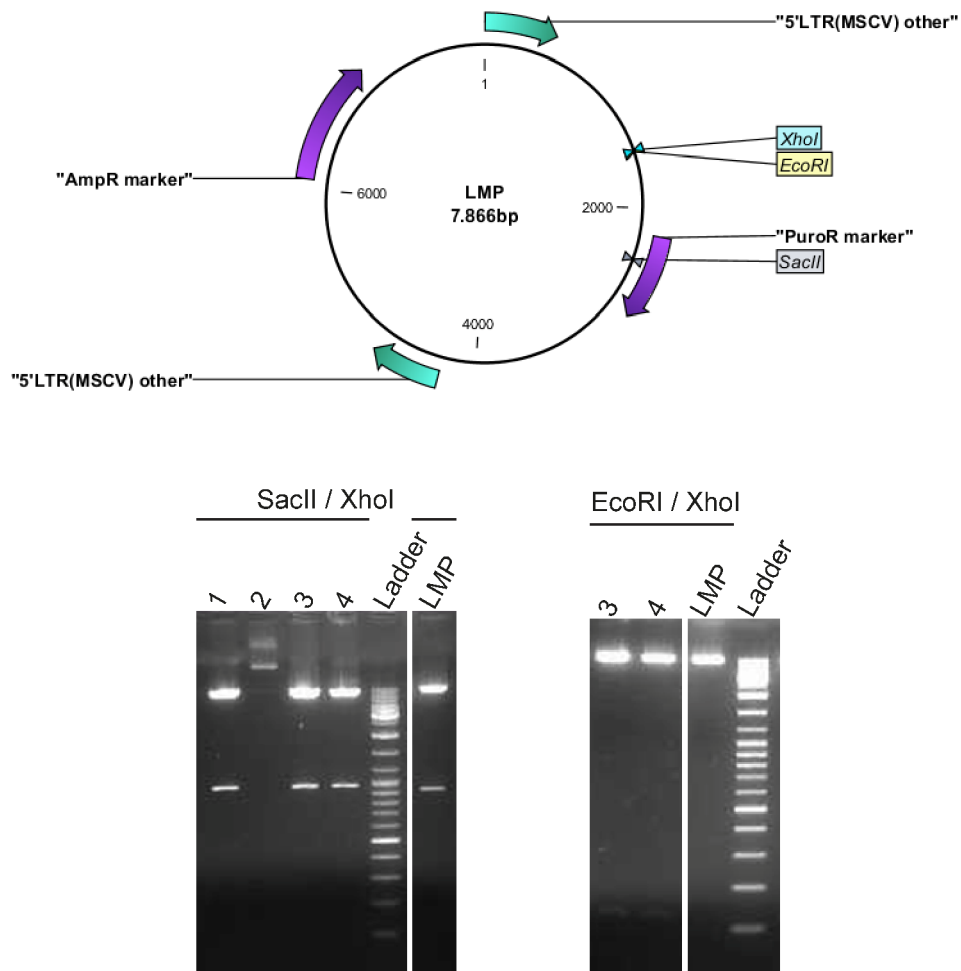 "5'LTR(MSCV) other"
1
XhoI
EcoRI
"AmpR marker"
6000
LMP
7.866bp
2000
"PuroR marker"
SacII
4000
"5'LTR(MSCV) other"
SacII / XhoI
EcoRI / XhoI
1 2 3 4 Ladder LMP
3 4 LMP Ladder